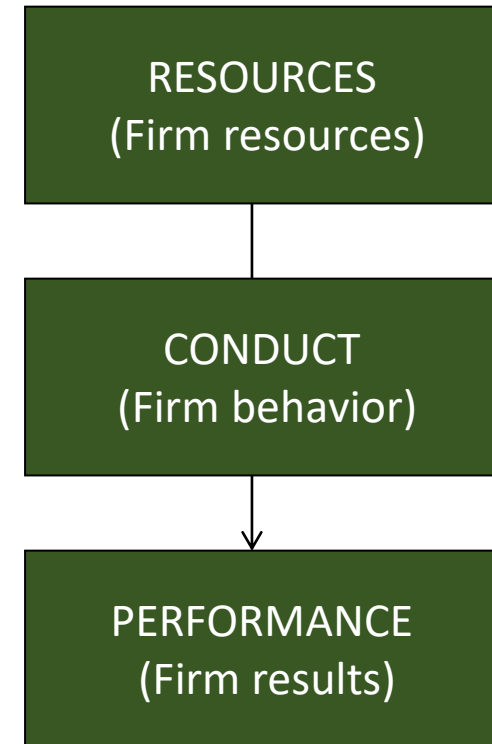 RESOURCES
(Firm resources)
CONDUCT
(Firm behavior)
PERFORMANCE
(Firm results)